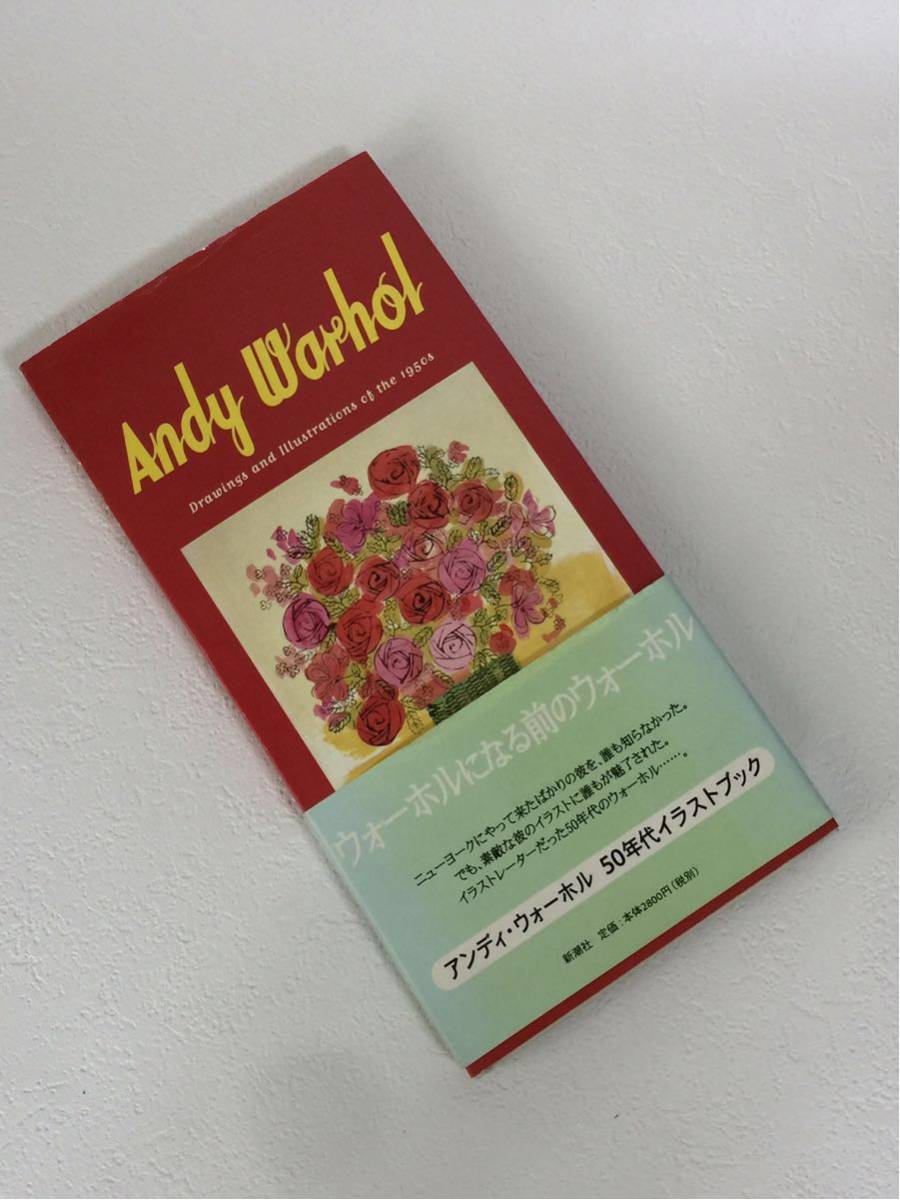 Andy Warhol
Drawings and Illustrations of the 1950s
ウォーホルになる前のウォーホル
ニューヨークにやって来たばかりの彼を、誰も知らなかった。
でも、素敵な彼のイラストに誰もが魅了された。
イラストレーターだった50年代のウォーホル……。
アンディ・ウォーホル 50年代イラストブック
新潮社 定価：本体2800円（税別）